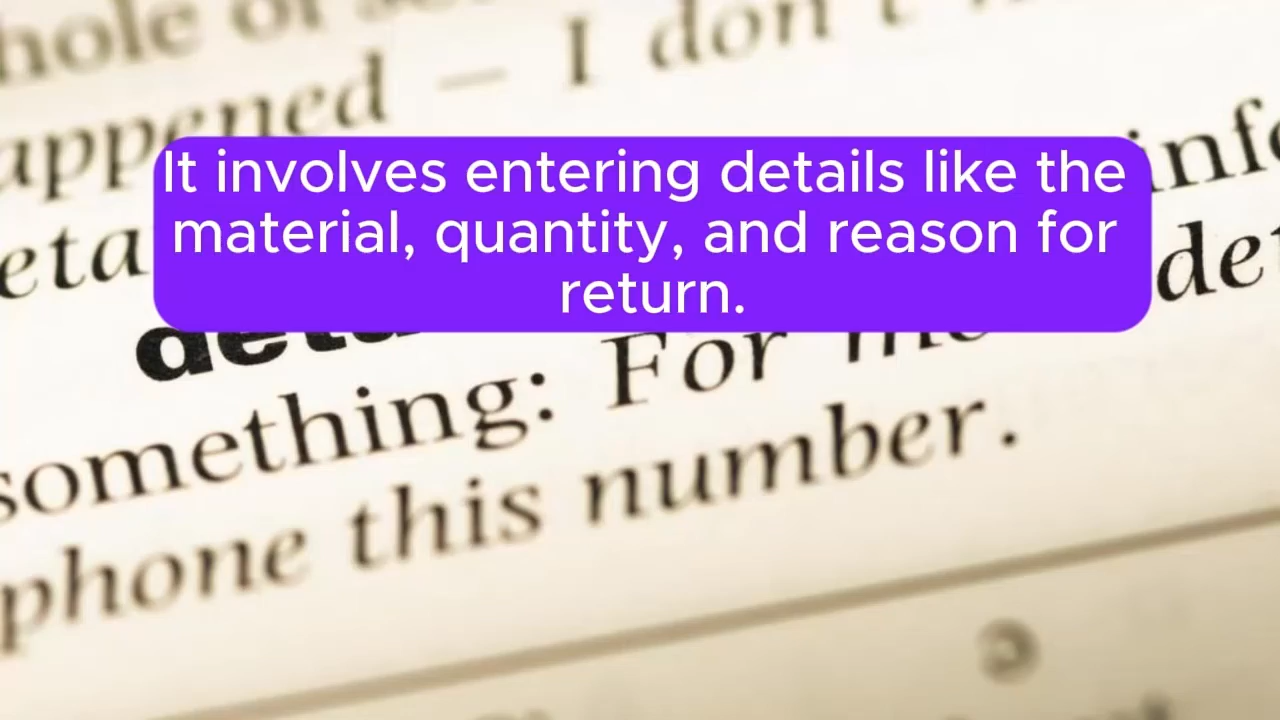 appened – I don't
It involves entering details like the
material, quantity, and reason for
return.
something: For
phone this number.